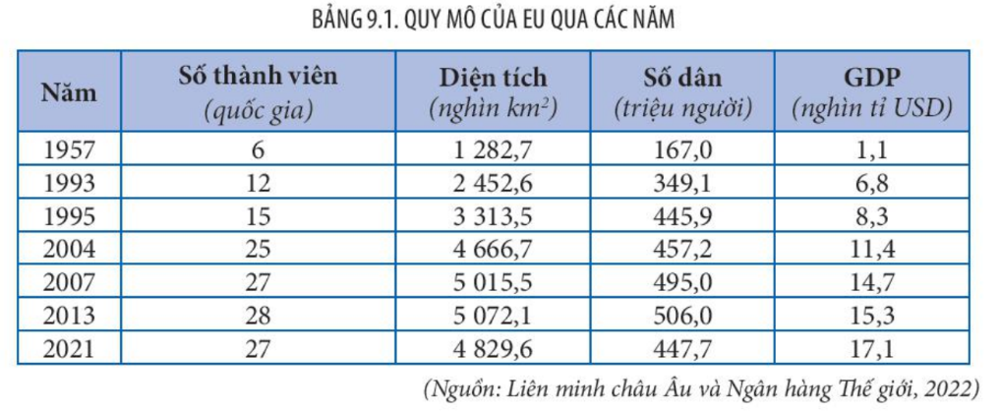 BẢNG 9.1. QUY MÔ CỦA EU QUA CÁC NĂM
Năm Số thành viên (quốc gia) Diện tích (nghìn km²) Số dân (triệu người) GDP (nghìn tỉ USD)
1957 6 1 282,7 167,0 1,1
1993 12 2 452,6 349,1 6,8
1995 15 3 313,5 445,9 8,3
2004 25 4 666,7 457,2 11,4
2007 27 5 015,5 495,0 14,7
2013 28 5 072,1 506,0 15,3
2021 27 4 829,6 447,7 17,1
(Nguồn: Liên minh châu Âu và Ngân hàng Thế giới, 2022)